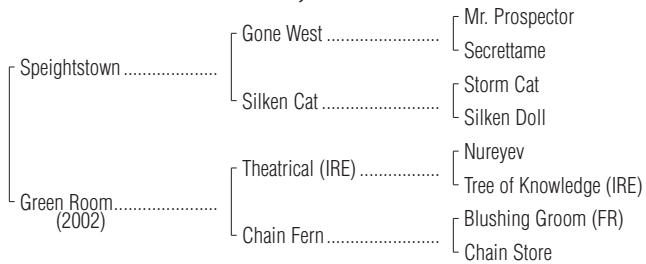 Mr. Prospector
Gone West .......................
Secrettame
Speightstown ....................
Storm Cat
Silken Cat .........................
Silken Doll
Nureyev
Theatrical (IRE) .................
Tree of Knowledge (IRE)
Green Room......................
(2002)
Blushing Groom (FR)
Chain Fern ........................
Chain Store